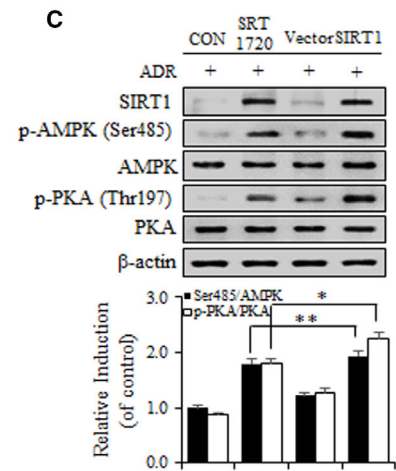 C
CON SRT 1720 Vector SIRT1
ADR + + + +
SIRT1
p-AMPK (Ser485)
AMPK
p-PKA (Thr197)
PKA
β-actin
Relative Induction
(of control)
3.0
2.0
1.0
0.0
Ser485/AMPK
p-PKA/PKA
*
**